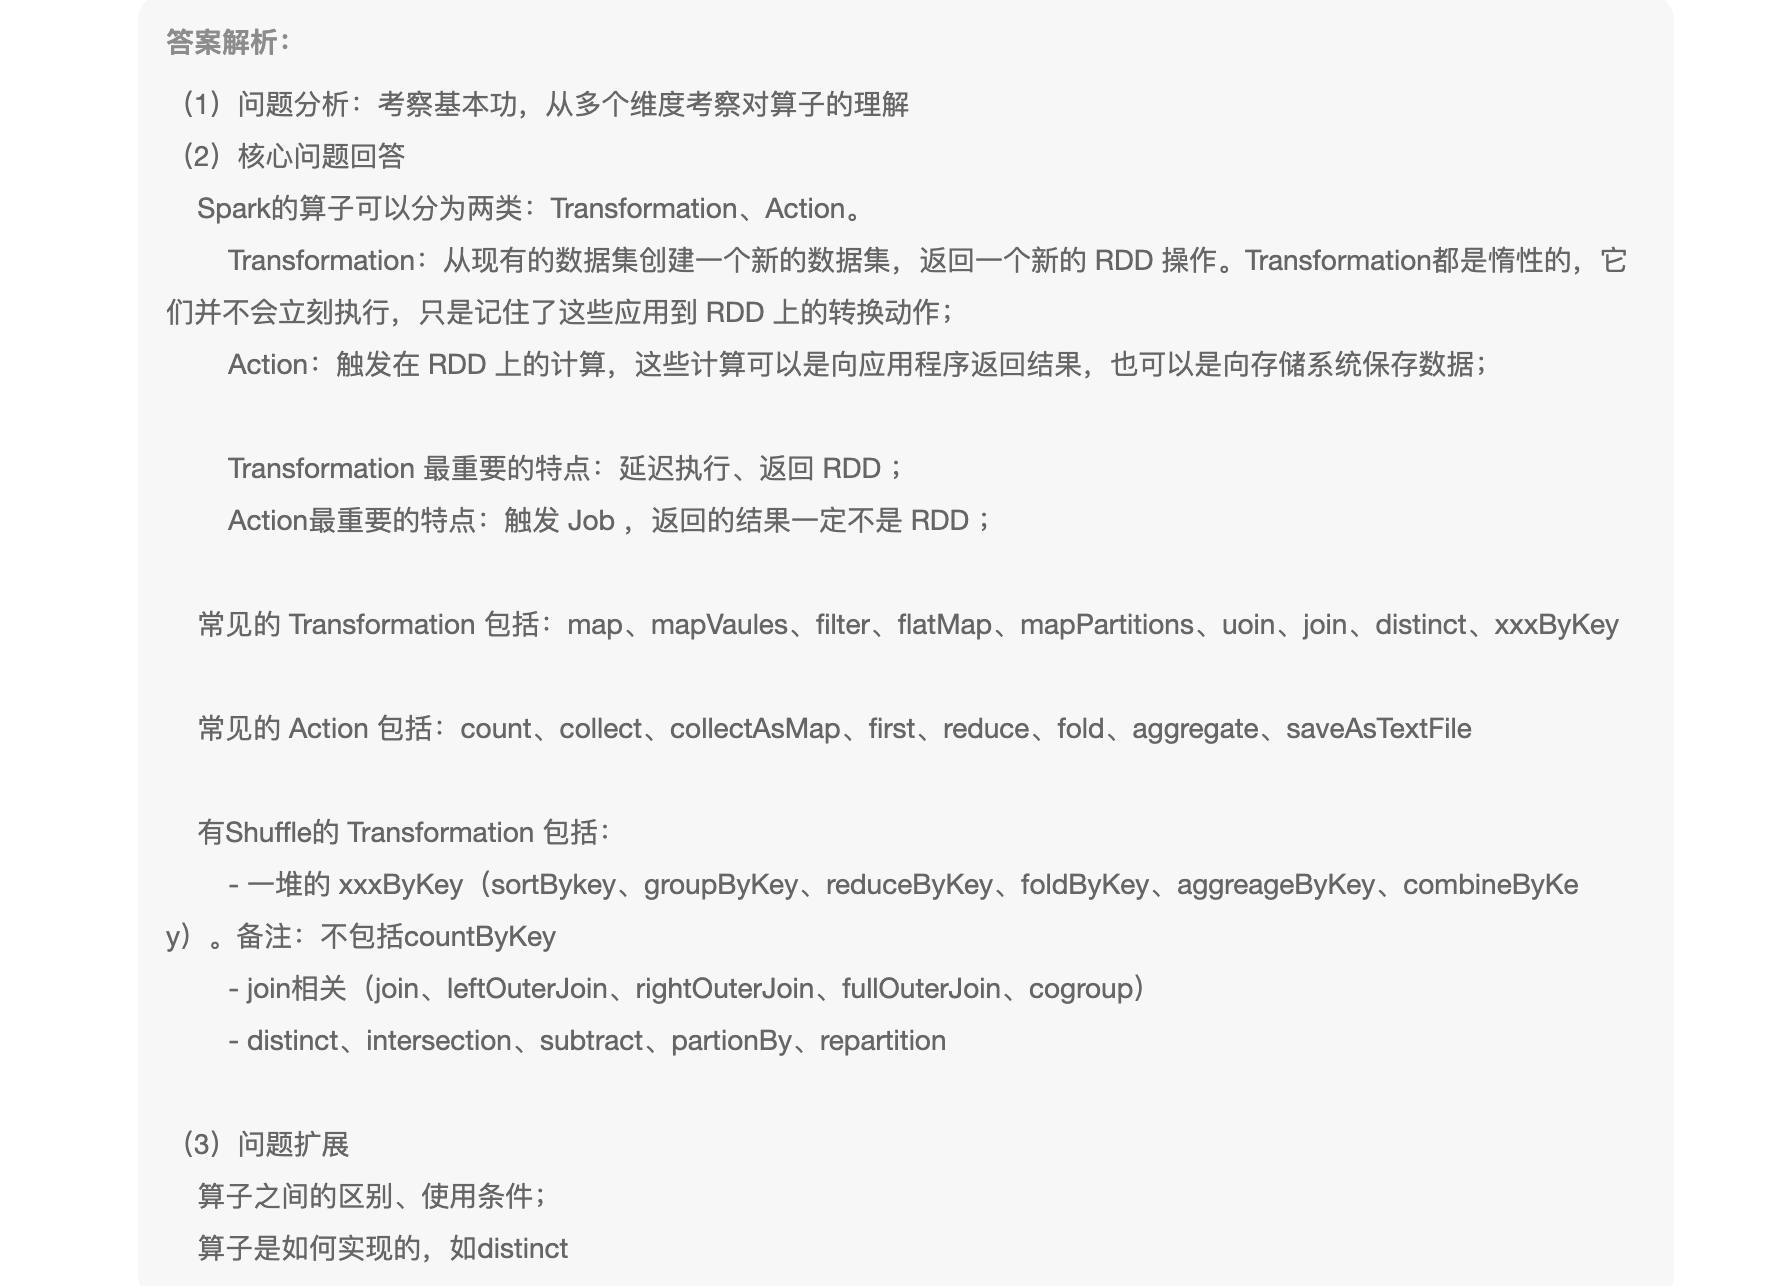 答案解析：
（1）问题分析：考察基本功，从多个维度考察对算子的理解
（2）核心问题回答
Spark的算子可以分为两类：Transformation、Action。
Transformation：从现有的数据集创建一个新的数据集，返回一个新的 RDD 操作。Transformation都是惰性的，它
们并不会立刻执行，只是记住了这些应用到 RDD 上的转换动作；
Action：触发在 RDD 上的计算，这些计算可以是向应用程序返回结果，也可以是向存储系统保存数据；
Transformation 最重要的特点：延迟执行、返回 RDD ；
Action最重要的特点：触发 Job ，返回的结果一定不是 RDD ；
常见的 Transformation 包括：map、mapVaules、filter、flatMap、mapPartitions、uoin、join、distinct、xxxByKey
常见的 Action 包括：count、collect、collectAsMap、first、reduce、fold、aggregate、saveAsTextFile
有Shuffle的 Transformation 包括：
- 一堆的 xxxByKey（sortBykey、groupByKey、reduceByKey、foldByKey、aggreageByKey、combineByKe
y）。备注：不包括countByKey
- join相关（join、leftOuterJoin、rightOuterJoin、fullOuterJoin、cogroup）
- distinct、intersection、subtract、partionBy、repartition
（3）问题扩展
算子之间的区别、使用条件；
算子是如何实现的，如distinct